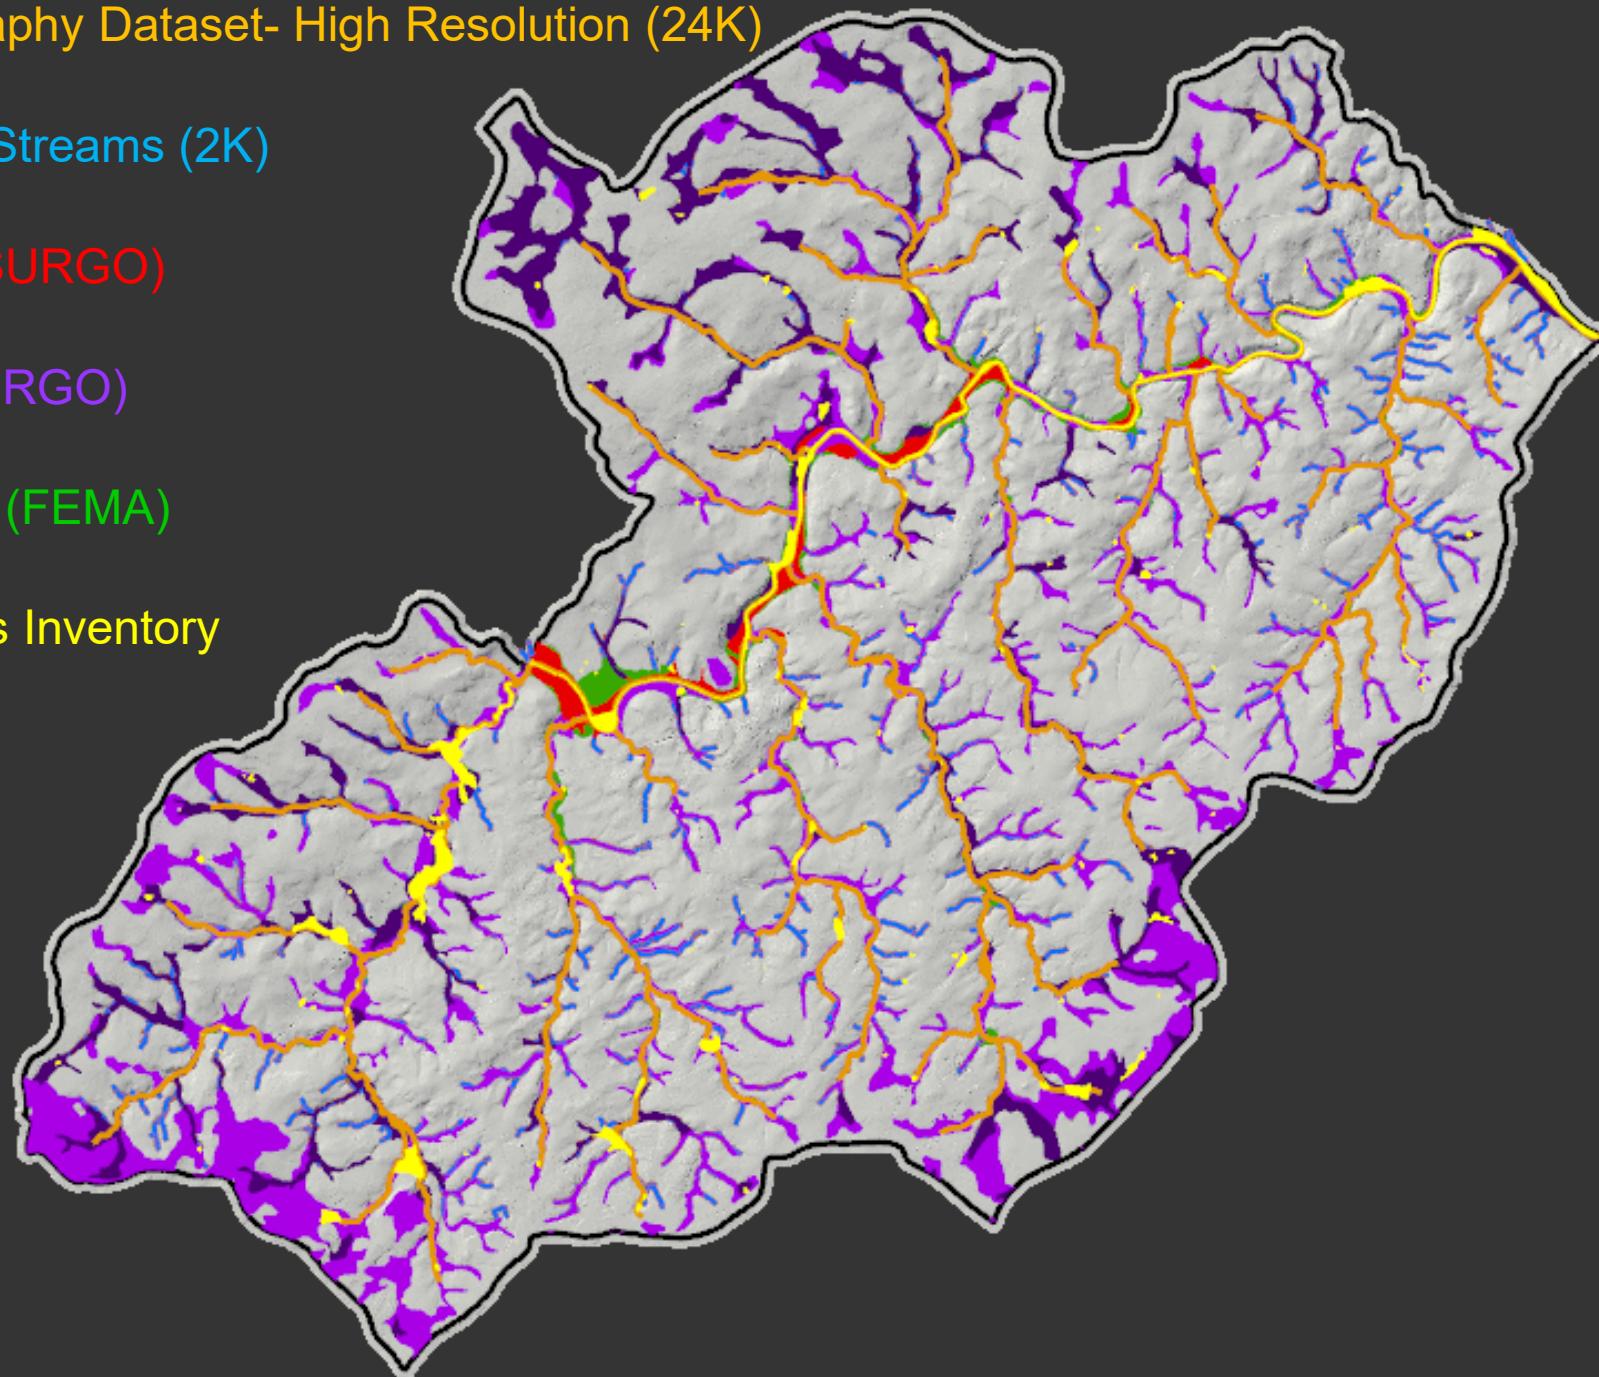 aphy Dataset- High Resolution (24K)
Streams (2K)
SURGO)
RGO)
(FEMA)
s Inventory